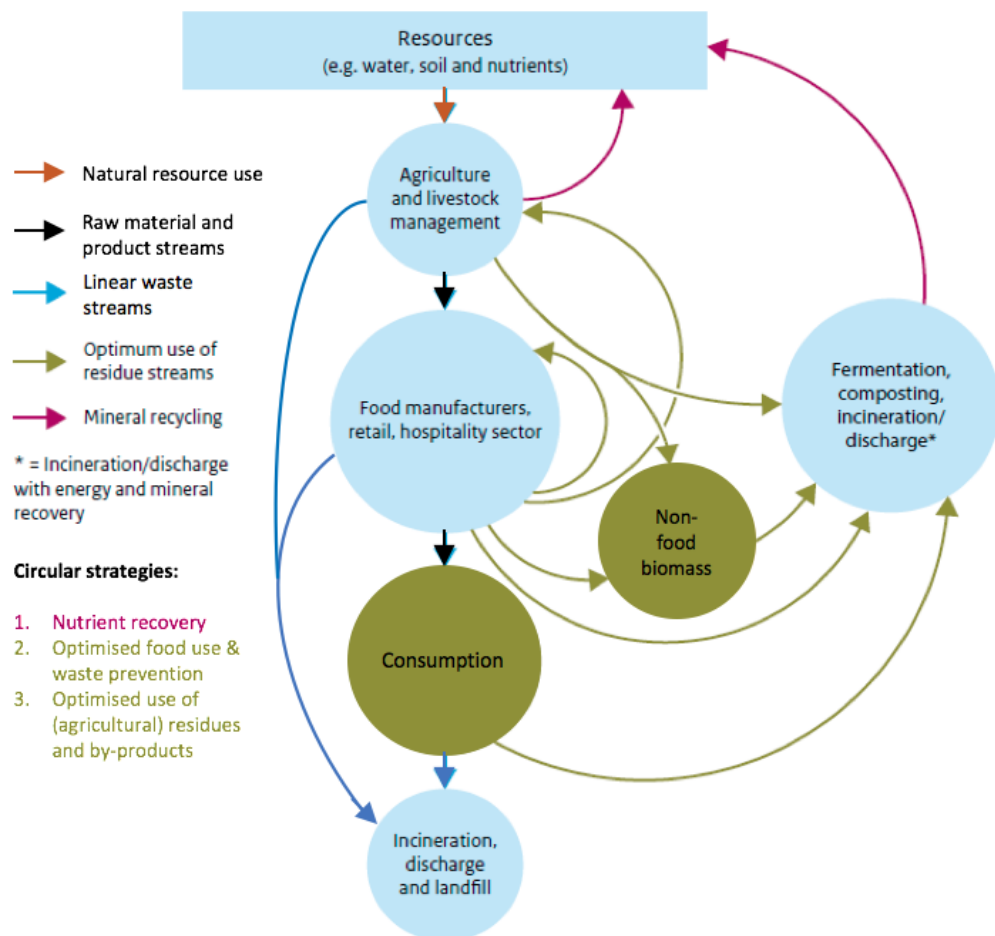 Resources
(e.g. water, soil and nutrients)
Natural resource use
Raw material and
product streams
Linear waste
streams
Optimum use of
residue streams
Mineral recycling
* = Incineration/discharge
with energy and mineral
recovery
Circular strategies:
1. Nutrient recovery
2. Optimised food use &
waste prevention
3. Optimised use of
(agricultural) residues
and by-products
Agriculture
and livestock
management
Food manufacturers,
retail, hospitality sector
Fermentation,
composting,
incineration/
discharge*
Non-
food
biomass
Consumption
Incineration,
discharge
and landfill